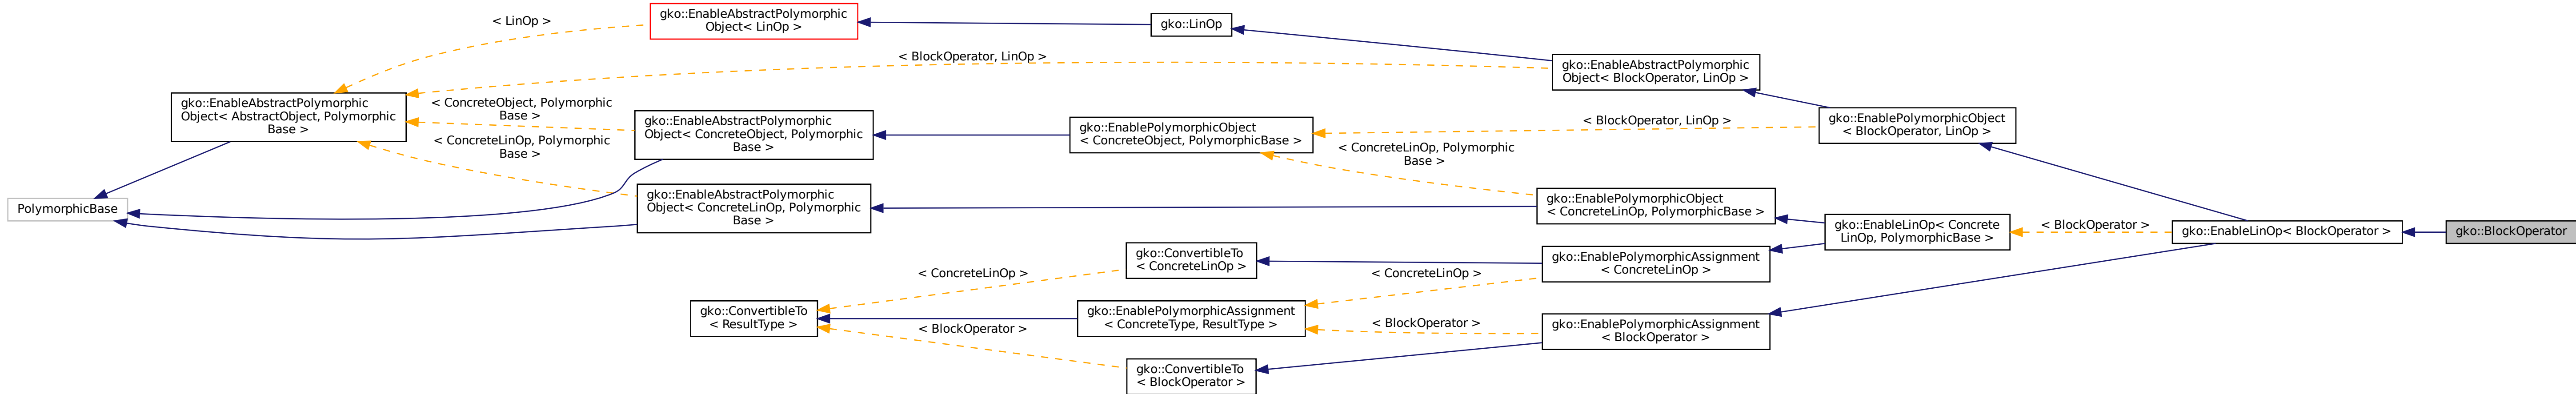 gko::EnableAbstractPolymorphic
Object< LinOp >
< LinOp >
gko::LinOp
< BlockOperator, LinOp >
gko::EnableAbstractPolymorphic
Object< BlockOperator, LinOp >
gko::EnableAbstractPolymorphic
Object< AbstractObject, Polymorphic
Base >
< ConcreteObject, Polymorphic
Base >
gko::EnableAbstractPolymorphic
Object< ConcreteObject, Polymorphic
Base >
gko::EnablePolymorphicObject
< ConcreteObject, PolymorphicBase >
< BlockOperator, LinOp >
gko::EnablePolymorphicObject
< BlockOperator, LinOp >
< ConcreteLinOp, Polymorphic
Base >
< ConcreteLinOp, Polymorphic
Base >
PolymorphicBase
gko::EnableAbstractPolymorphic
Object< ConcreteLinOp, Polymorphic
Base >
gko::EnablePolymorphicObject
< ConcreteLinOp, PolymorphicBase >
gko::EnableLinOp< Concrete
LinOp, PolymorphicBase >
< BlockOperator >
gko::EnableLinOp< BlockOperator >
gko::BlockOperator
gko::ConvertibleTo
< ConcreteLinOp >
gko::EnablePolymorphicAssignment
< ConcreteLinOp >
< ConcreteLinOp >
< ConcreteLinOp >
gko::ConvertibleTo
< ResultType >
gko::EnablePolymorphicAssignment
< ConcreteType, ResultType >
< BlockOperator >
< BlockOperator >
gko::EnablePolymorphicAssignment
< BlockOperator >
gko::ConvertibleTo
< BlockOperator >